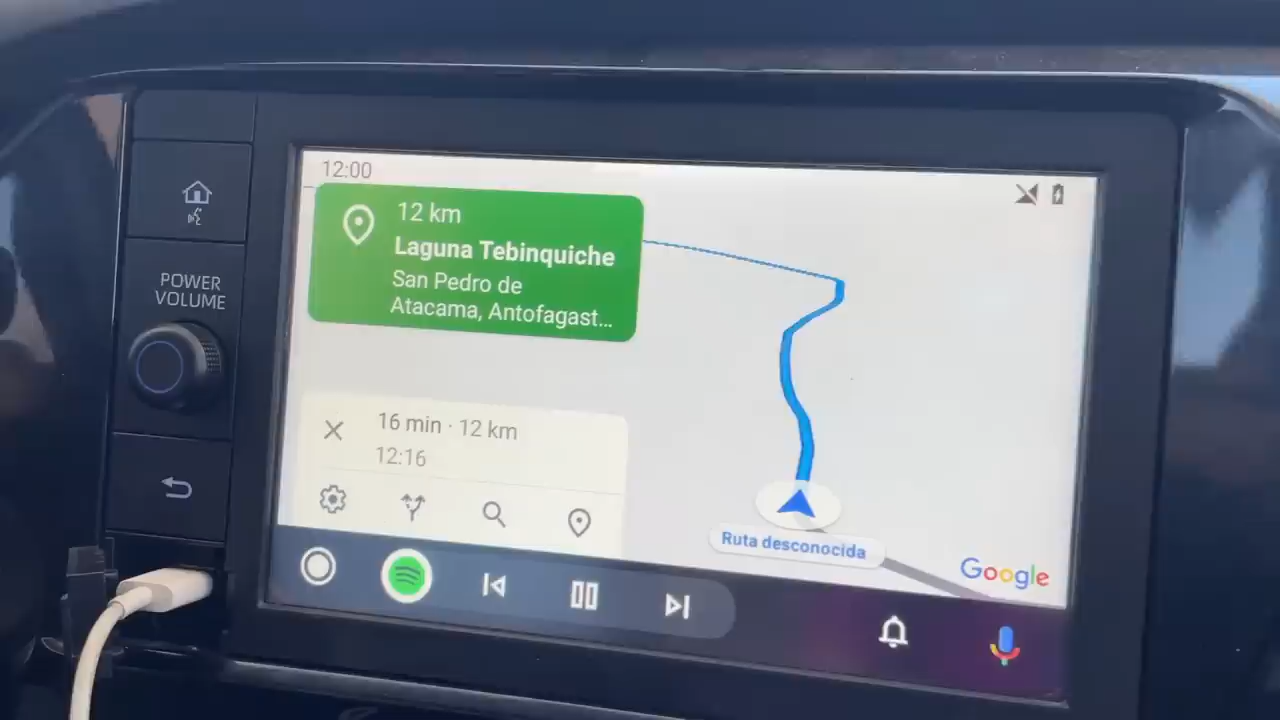 12:00
12 km
Laguna Tebinquiche
San Pedro de
Atacama, Antofagast...
POWER
VOLUME
16 min · 12 km
12:16
Ruta desconocida
Google